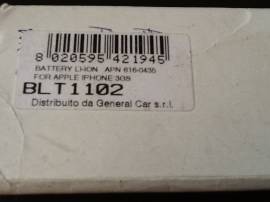 8 020595 421945
BATTERY LI-ION APN 616-0435
FOR APPLE IPHONE 3GS
BLT1102
Distribuito da General Car s.r.l.